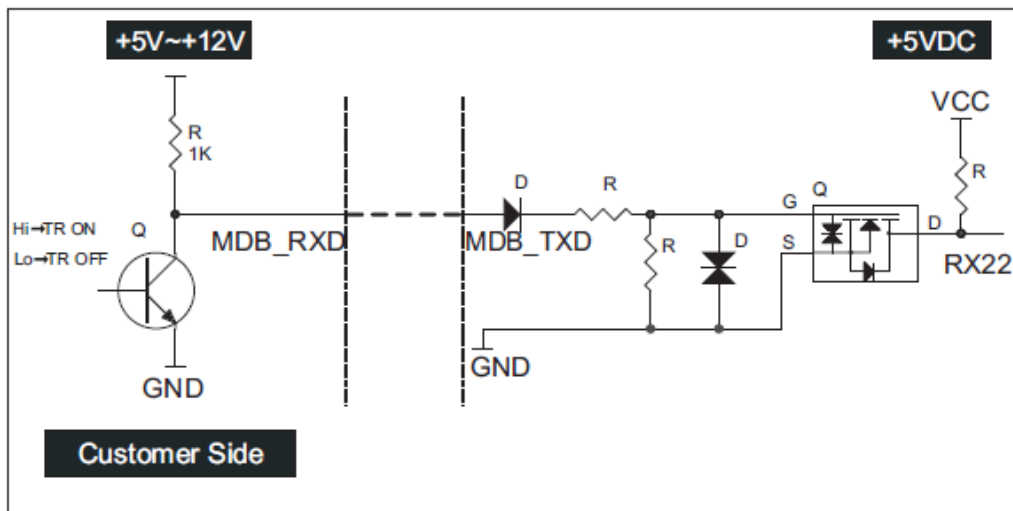 +5V~+12V
+5VDC
VCC
R
1K
R
D
R
G
Q
Hi→TR ON
Q
MDB_RXD
MDB_TXD
R
D
S
D
RX22
Lo→TR OFF
GND
GND
Customer Side